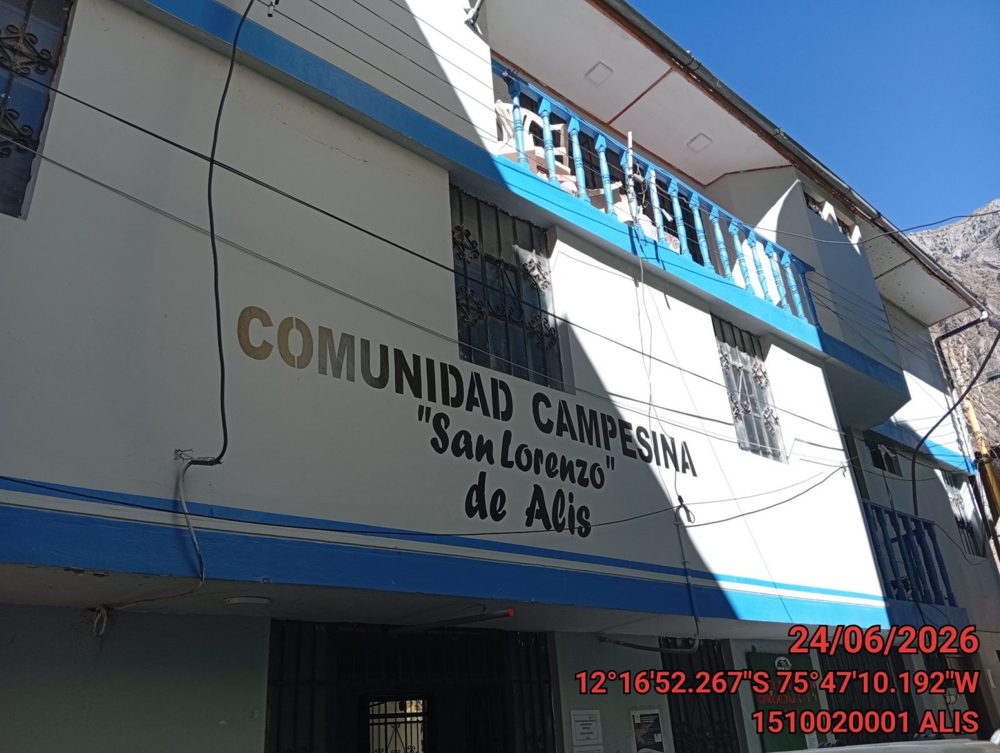 COMUNIDAD CAMPESINA
"San Lorenzo"
de Alis
24/06/2026
12°16'52.267"S 75°47'10.192"W
1510020001 ALIS